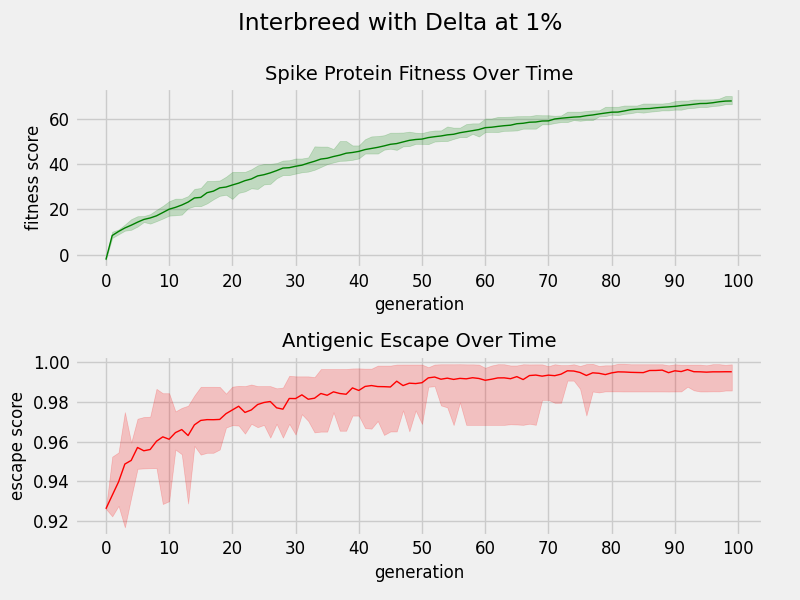 Interbreed with Delta at 1%
Spike Protein Fitness Over Time
60
40
20
0
fitness score
0 10 20 30 40 50 60 70 80 90 100
generation
Antigenic Escape Over Time
1.00
0.98
0.96
0.94
0.92
escape score
0 10 20 30 40 50 60 70 80 90 100
generation